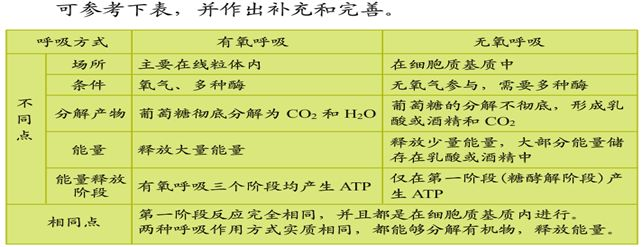 可参考下表，并作出补充和完善。
呼吸方式 有氧呼吸 无氧呼吸
不同点
场所 主要在线粒体内 在细胞质基质中
条件 氧气、多种酶 无氧气参与，需要多种酶
分解产物 葡萄糖彻底分解为 CO₂ 和 H₂O 葡萄糖的分解不彻底，形成乳
酸或酒精和 CO₂
能量 释放大量能量 释放少量能量，大部分能量储
存在乳酸或酒精中
能量释放
阶段 有氧呼吸三个阶段均产生 ATP 仅在第一阶段(糖酵解阶段)产
生 ATP
相同点 第一阶段反应完全相同，并且都是在细胞质基质内进行。
两种呼吸作用方式实质相同，都能够分解有机物，释放能量。